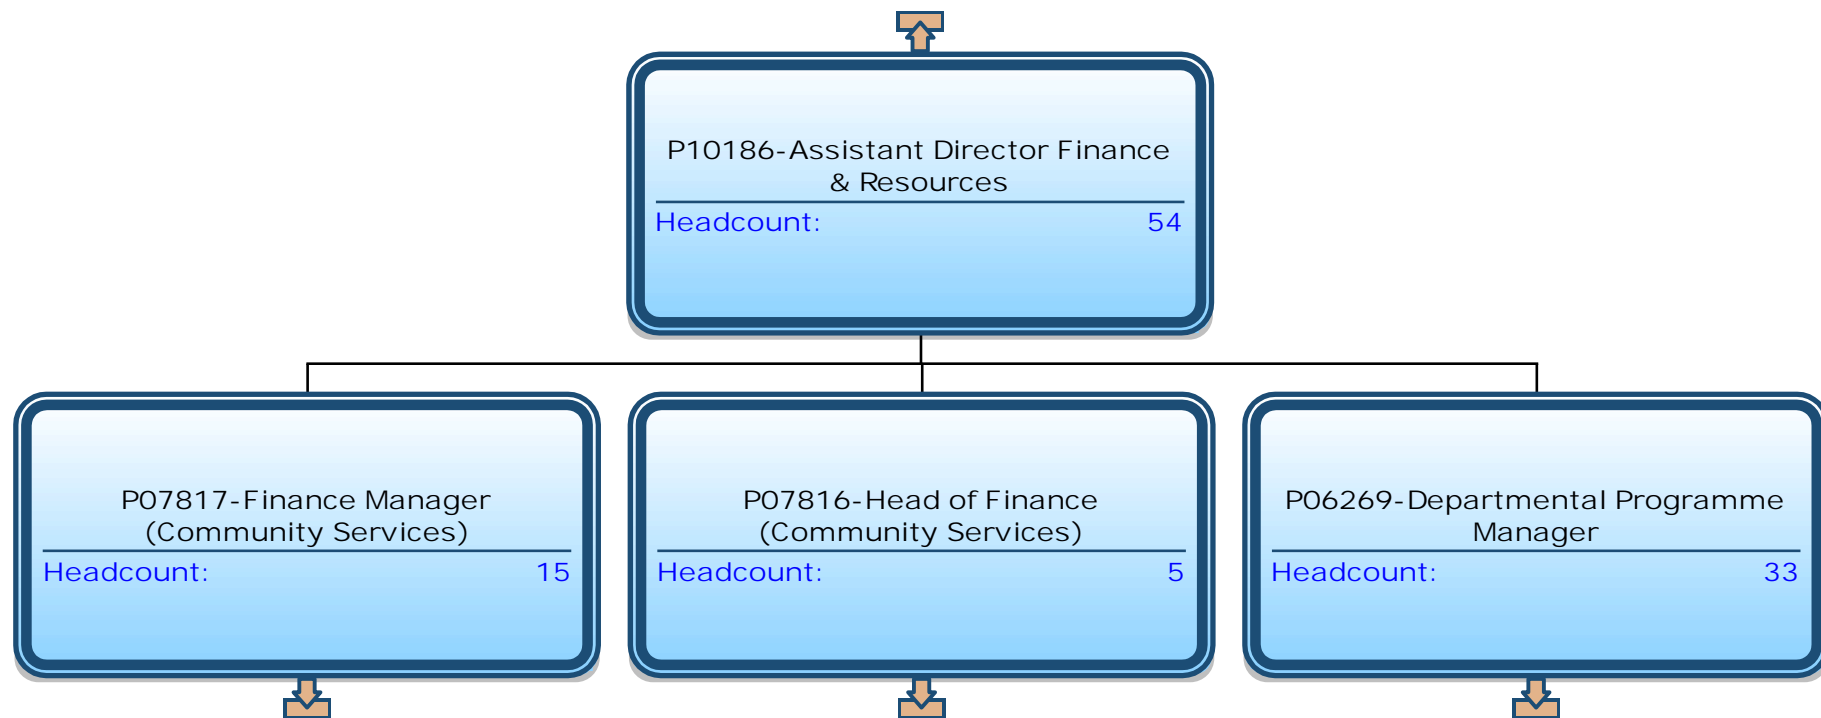 P10186-Assistant Director Finance
& Resources
Headcount: 54
P07817-Finance Manager
(Community Services)
Headcount: 15
P07816-Head of Finance
(Community Services)
Headcount: 5
P06269-Departmental Programme
Manager
Headcount: 33